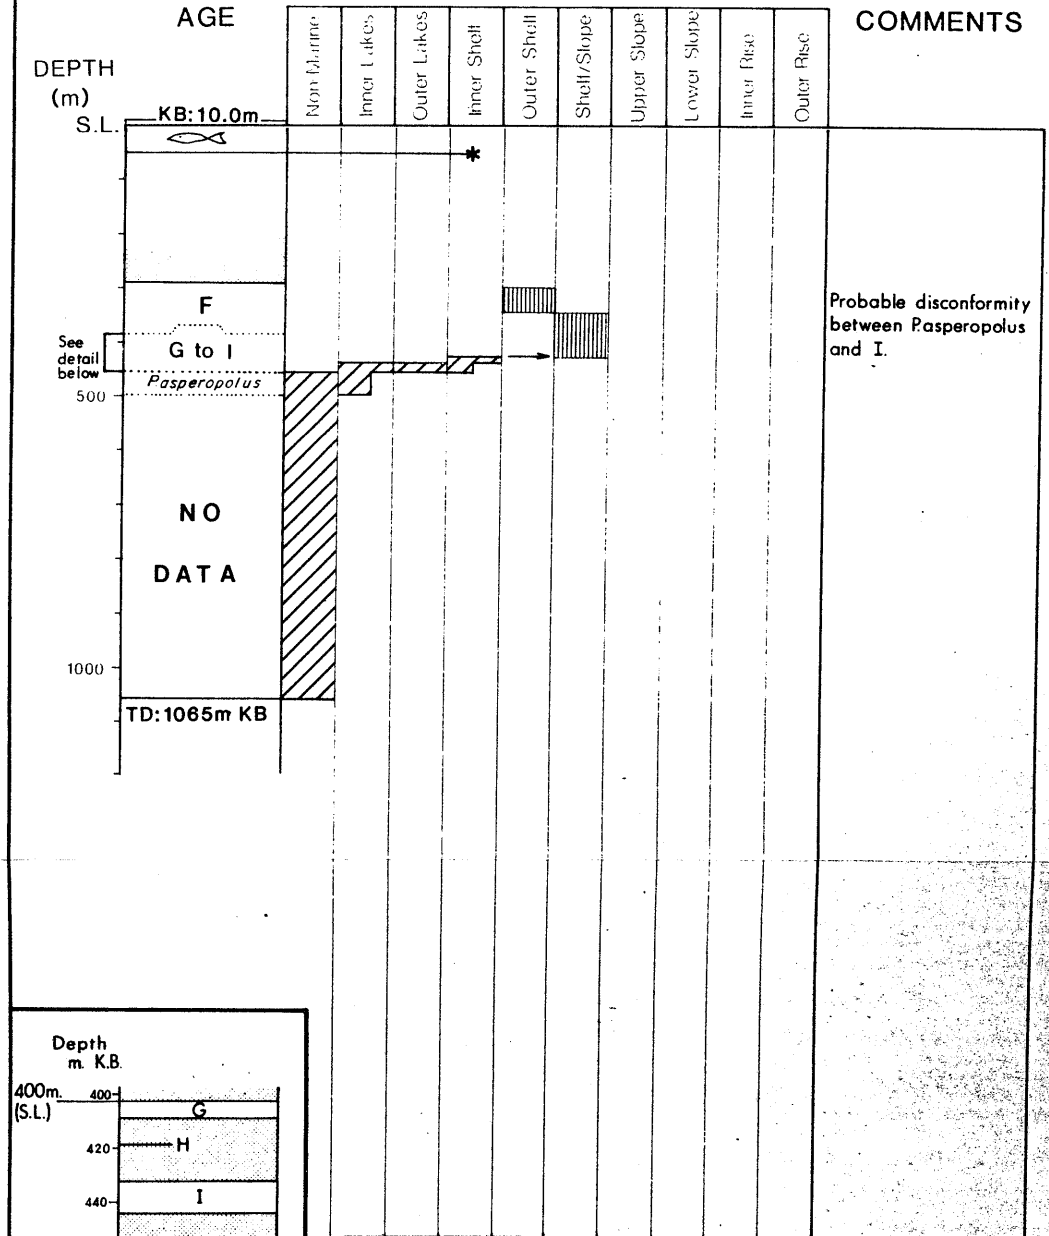 AGE
COMMENTS
Non-Marine
Inner Lakes
Outer Lakes
Inner Shelf
Outer Shelf
Shelf/Slope
Upper Slope
Lower Slope
Inner Rise
Outer Rise
DEPTH
(m)
KB:10.0m
S.L.
*
F
Probable disconformity
between P.asperopolus
and I.
See
detail
below
G to I
P.asperopolus
500
NO
DATA
1000
TD:1065m KB
Depth
m. K.B.
400m.
(S.L.)
400
G
420
H
I
440